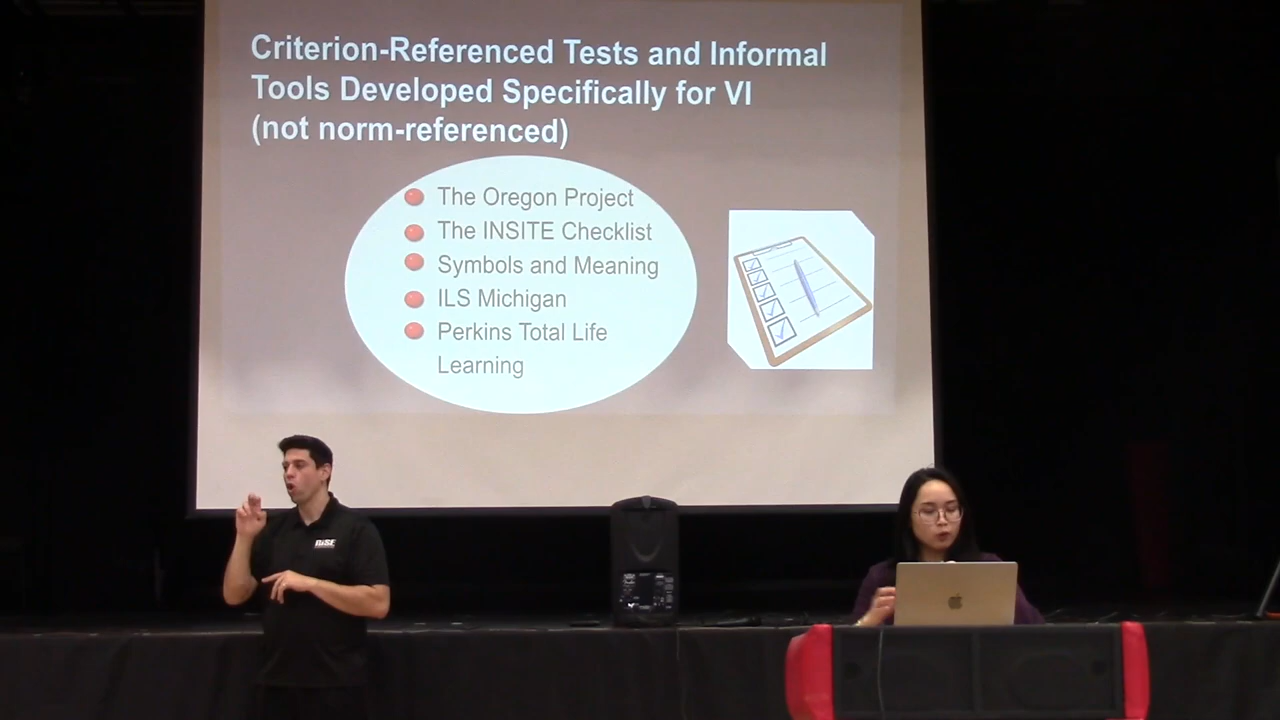 Criterion-Referenced Tests and Informal
Tools Developed Specifically for VI
(not norm-referenced)
The Oregon Project
The INSITE Checklist
Symbols and Meaning
ILS Michigan
Perkins Total Life
Learning
RISE